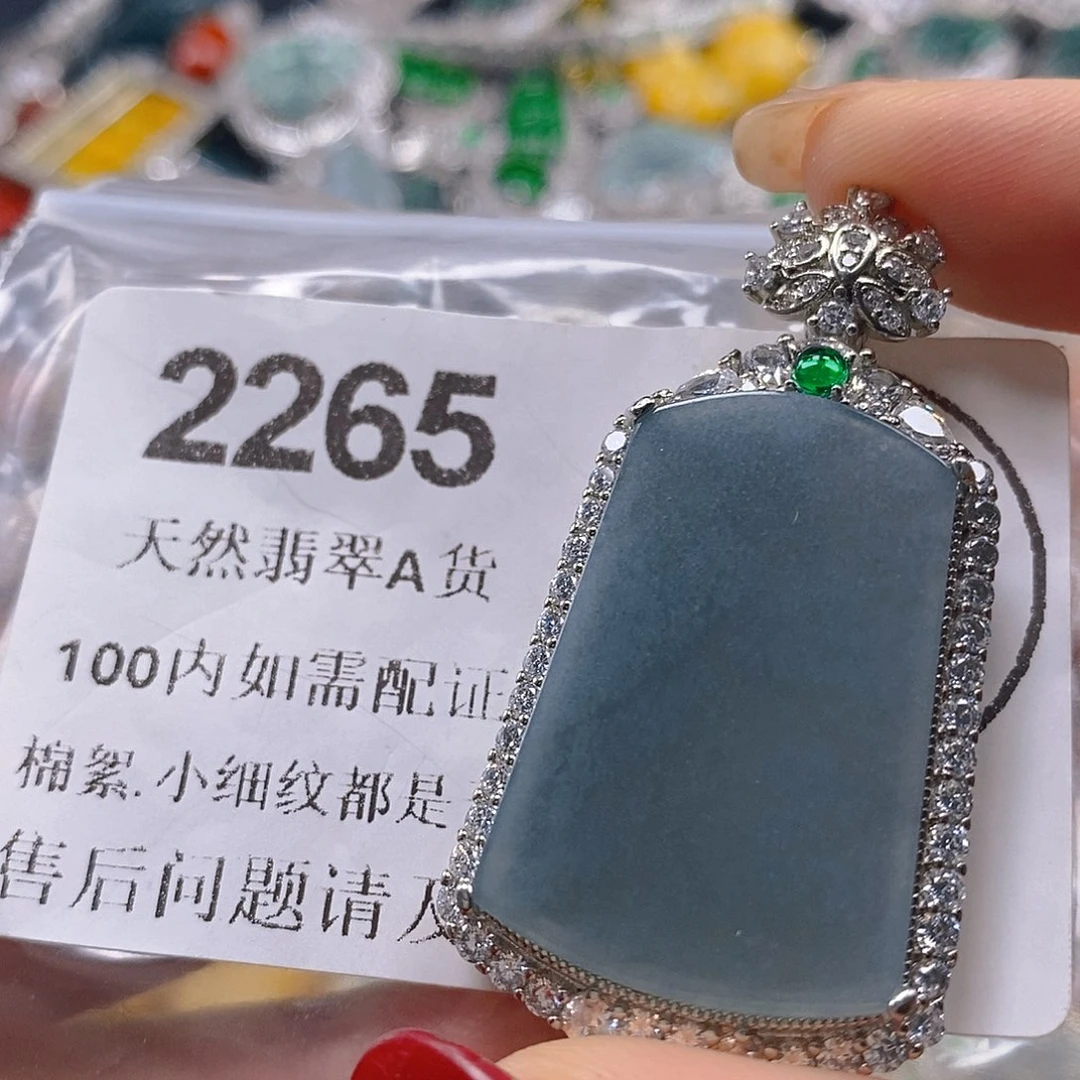 2265
天然翡翠A货
100内如需配证
棉絮.小细纹都是
售后问题请及